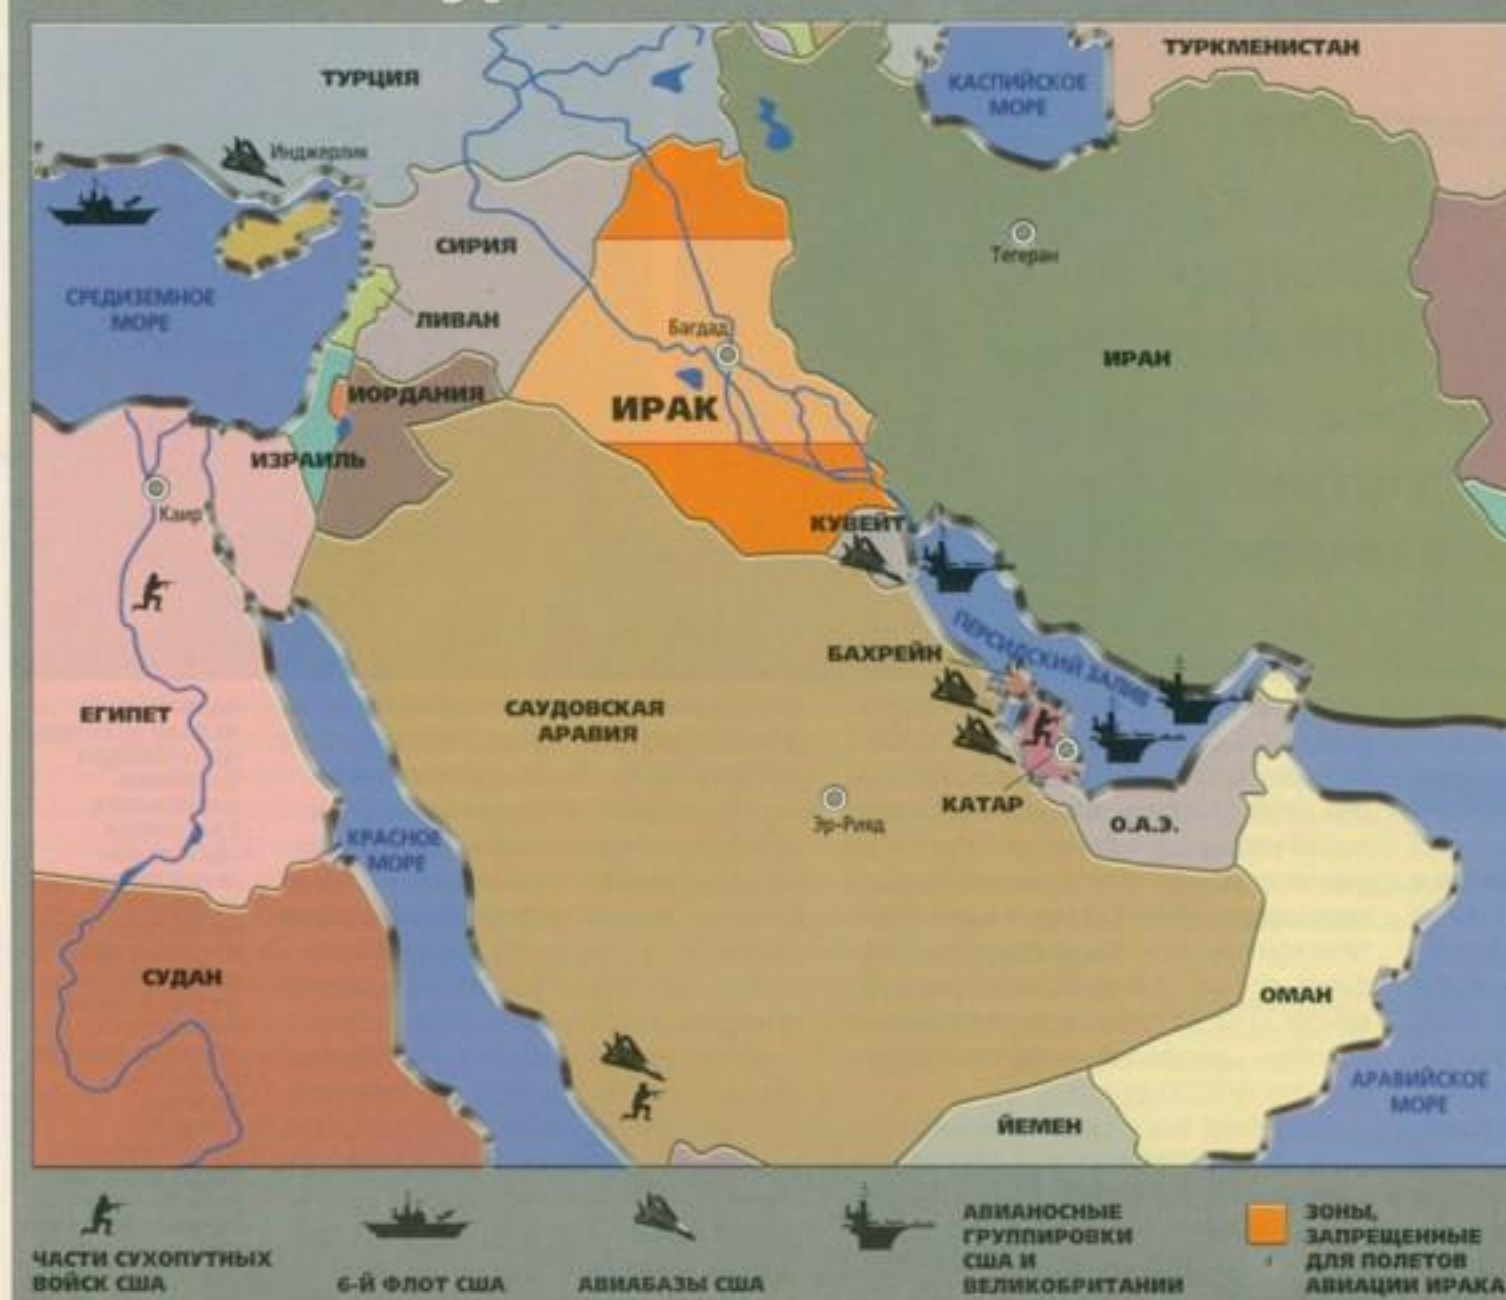 ТУРКМЕНИСТАН
ТУРЦИЯ
КАСПИЙСКОЕ
МОРЕ
Инджерлик
СИРИЯ
Тегеран
СРЕДИЗЕМНОЕ
МОРЕ
ЛИВАН
Багдад
ИРАН
ИОРДАНИЯ
ИРАК
ИЗРАИЛЬ
Каир
КУВЕЙТ
ПЕРСИДСКИЙ ЗАЛИВ
БАХРЕЙН
ЕГИПЕТ
САУДОВСКАЯ
АРАВИЯ
КАТАР
Эр-Рияд
О.А.Э.
КРАСНОЕ
МОРЕ
СУДАН
ОМАН
АРАВИЙСКОЕ
МОРЕ
ЙЕМЕН
ЧАСТИ СУХОПУТНЫХ
ВОЙСК США
6-Й ФЛОТ США
АВИАБАЗЫ США
АВИАНОСНЫЕ
ГРУППИРОВКИ
США И
ВЕЛИКОБРИТАНИИ
ЗОНЫ,
ЗАПРЕЩЕННЫЕ
ДЛЯ ПОЛЕТОВ
АВИАЦИИ ИРАКА